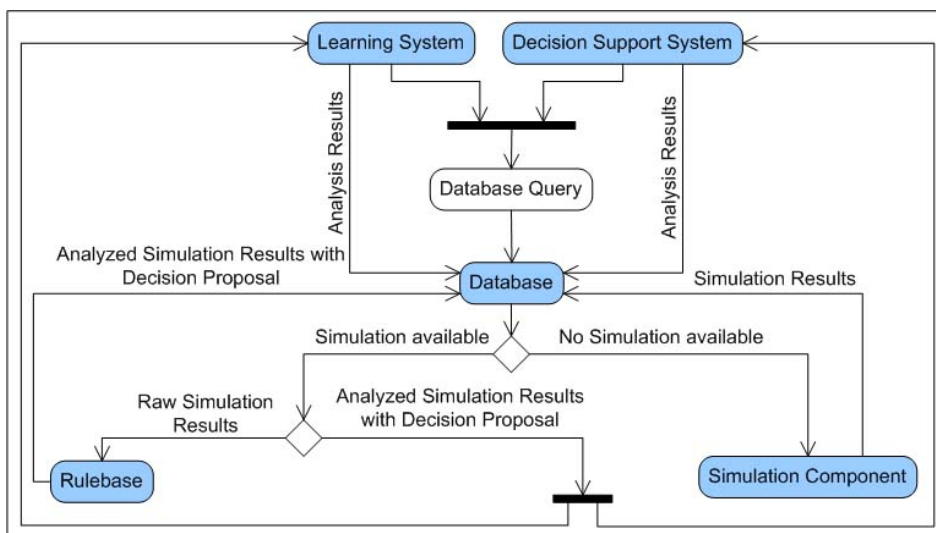 Learning System
Decision Support System
Analysis Results
Analysis Results
Database Query
Analyzed Simulation Results with
Decision Proposal
Database
Simulation Results
Simulation available
No Simulation available
Raw Simulation
Results
Analyzed Simulation Results
with Decision Proposal
Rulebase
Simulation Component